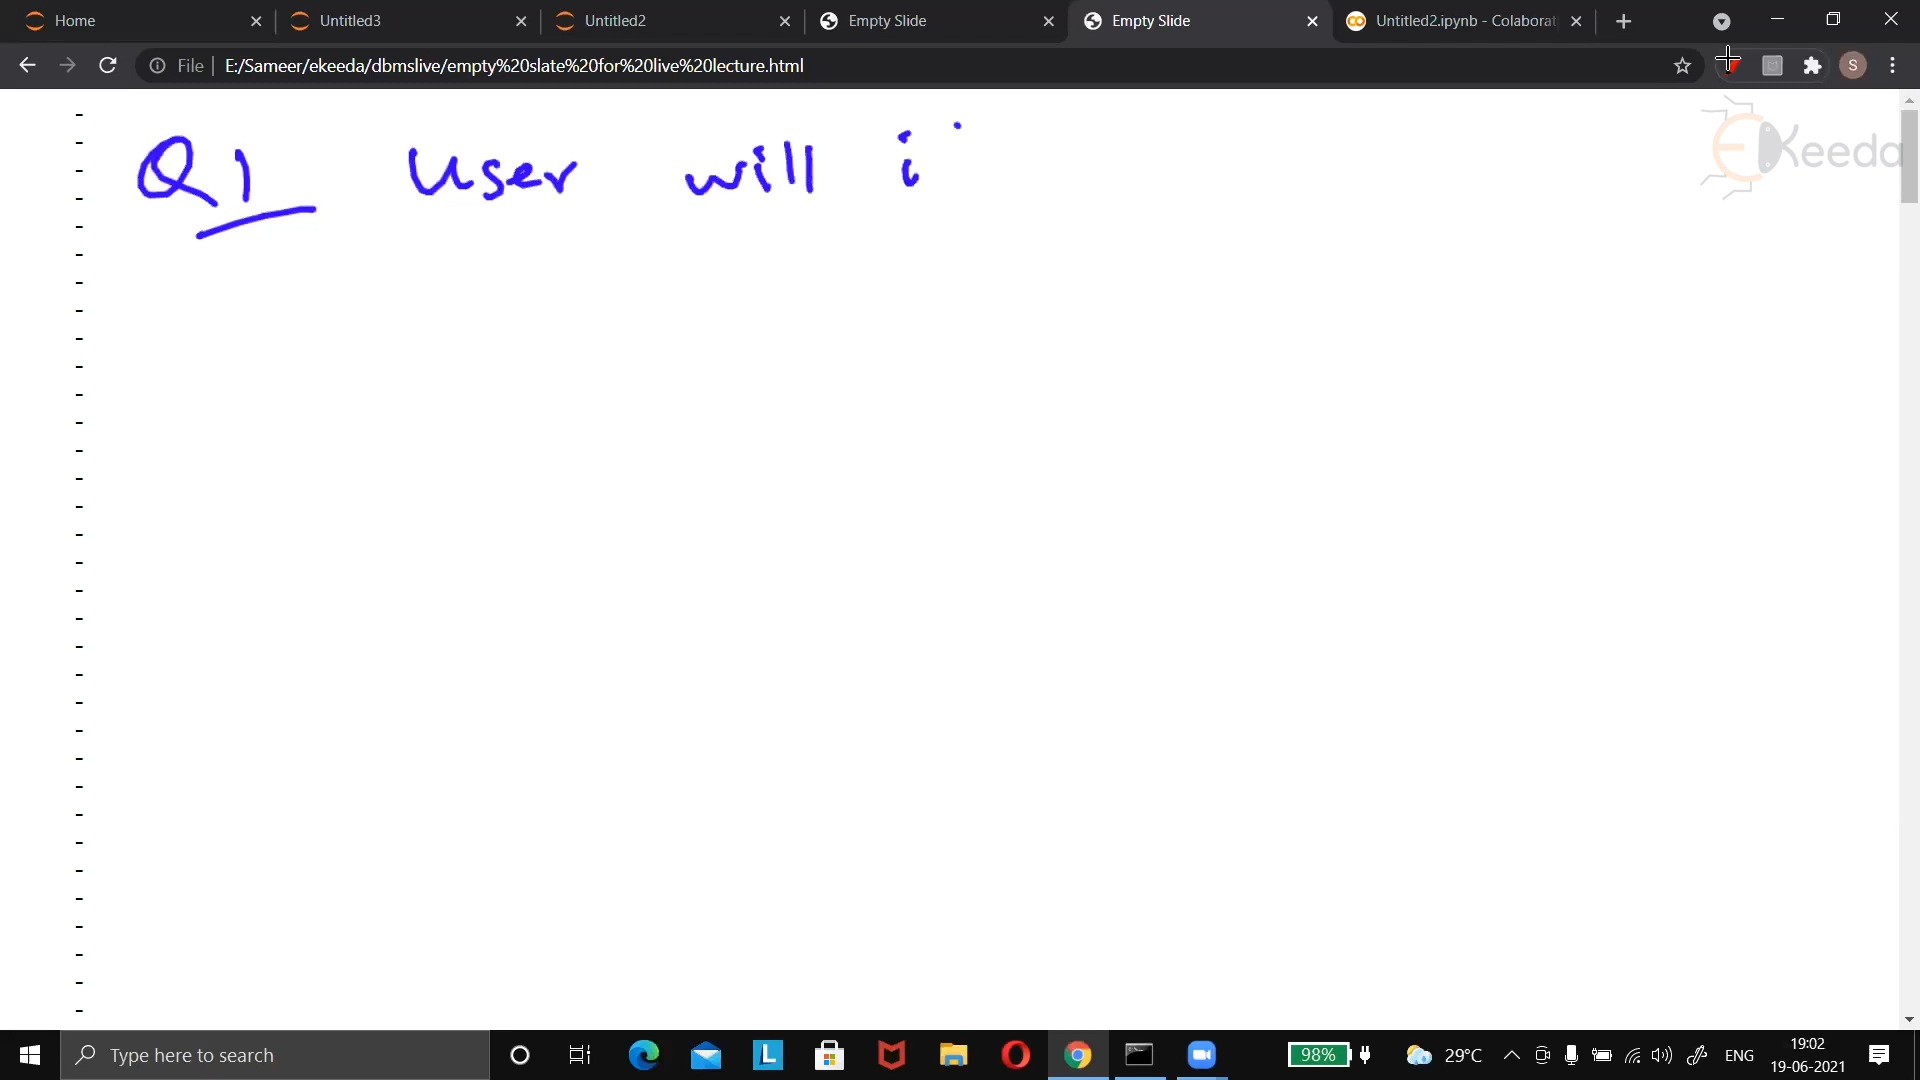 Home
Untitled3
Untitled2
Empty Slide
Empty Slide
Untitled2.ipynb - Colaborat
File
E:/Sameer/ekeeda/dbmslive/empty%20slate%20for%20live%20lecture.html
S
Q1 User will i
EKeeda
Type here to search
L
98%
29°C
ENG
19:02
19-06-2021